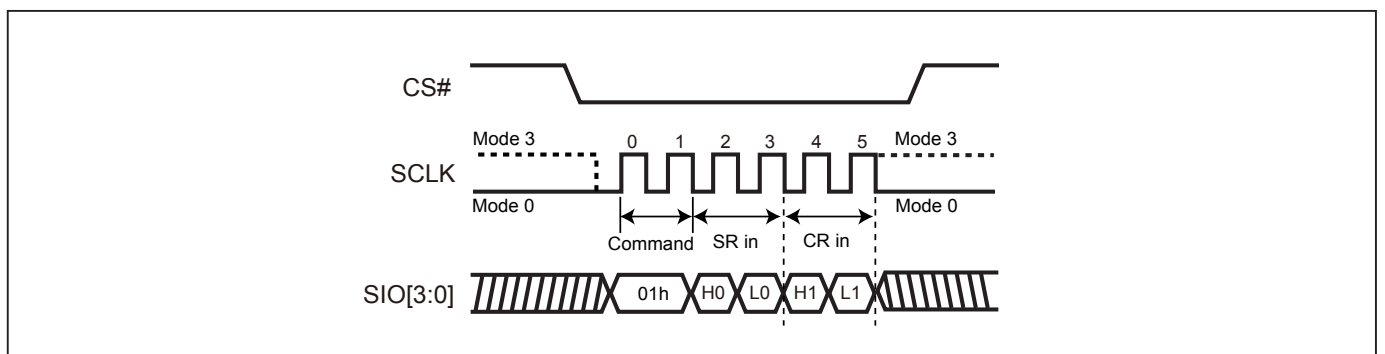 CS#
Mode 3 0 1 2 3 4 5 Mode 3
SCLK
Mode 0 Mode 0
Command SR in CR in
SIO[3:0] 01h H0 L0 H1 L1